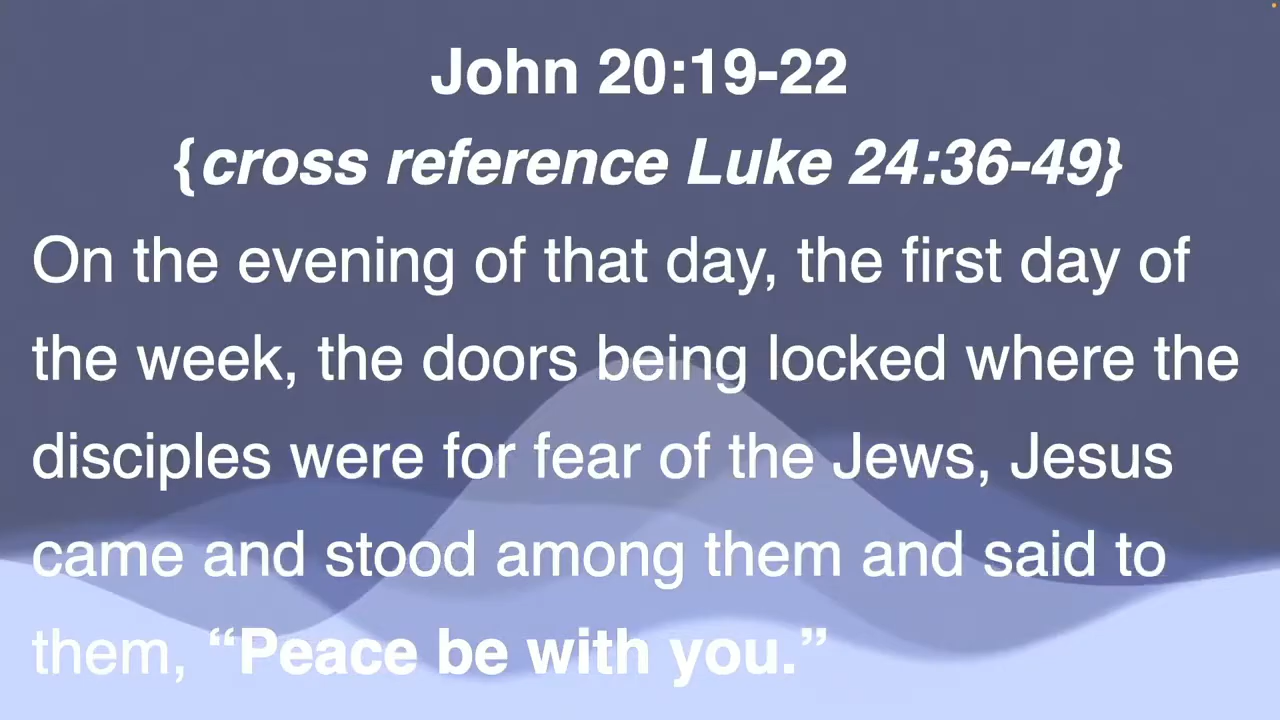 John 20:19-22
{cross reference Luke 24:36-49}
On the evening of that day, the first day of
the week, the doors being locked where the
disciples were for fear of the Jews, Jesus
came and stood among them and said to
them, “Peace be with you.”